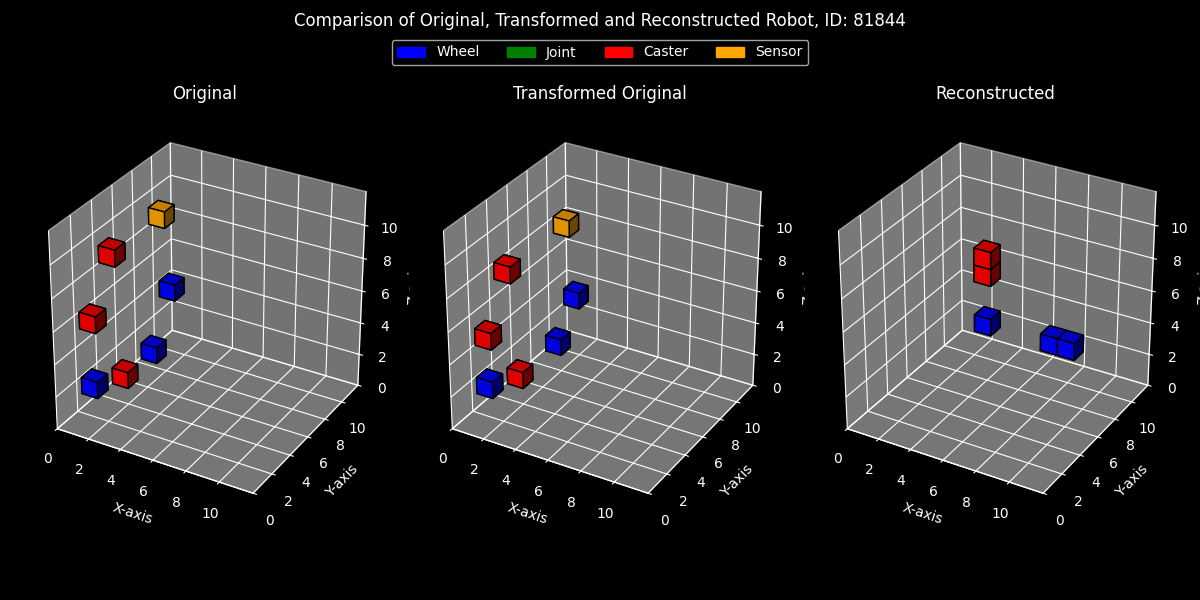 Comparison of Original, Transformed and Reconstructed Robot, ID: 81844
Wheel Joint Caster Sensor
Original Transformed Original Reconstructed
10 10 10
8 8 8
6 6 6
4 4 4
2 2 2
0 0 0
10 10 10
8 8 8
6 6 6
4 4 4
2 2 2
0 0 0
Y-axis Y-axis Y-axis
0 2 4 6 8 10 0 2 4 6 8 10 0 2 4 6 8 10
X-axis X-axis X-axis